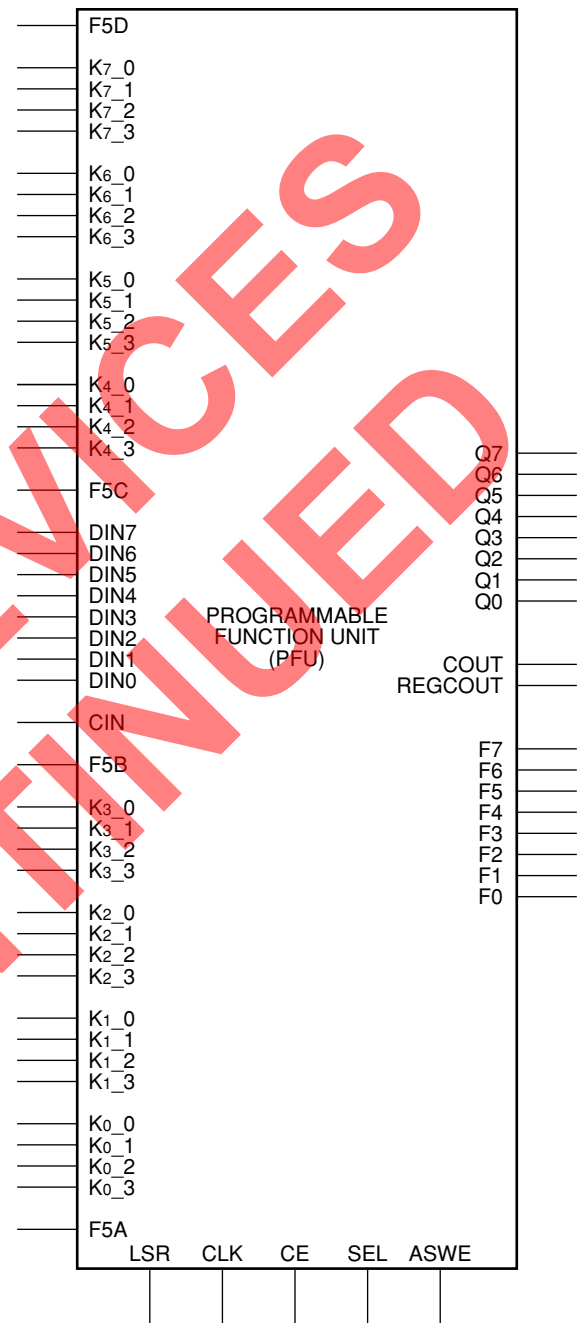 F5D
K7_0
K7_1
K7_2
K7_3
K6_0
K6_1
K6_2
K6_3
K5_0
K5_1
K5_2
K5_3
K4_0
K4_1
K4_2
K4_3
F5C
DIN7
DIN6
DIN5
DIN4
DIN3
DIN2
DIN1
DIN0
CIN
F5B
K3_0
K3_1
K3_2
K3_3
K2_0
K2_1
K2_2
K2_3
K1_0
K1_1
K1_2
K1_3
K0_0
K0_1
K0_2
K0_3
F5A
PROGRAMMABLE
FUNCTION UNIT
(PFU)
Q7
Q6
Q5
Q4
Q3
Q2
Q1
Q0
COUT
REGCOUT
F7
F6
F5
F4
F3
F2
F1
F0
LSR CLK CE SEL ASWE
VICES
TINUED